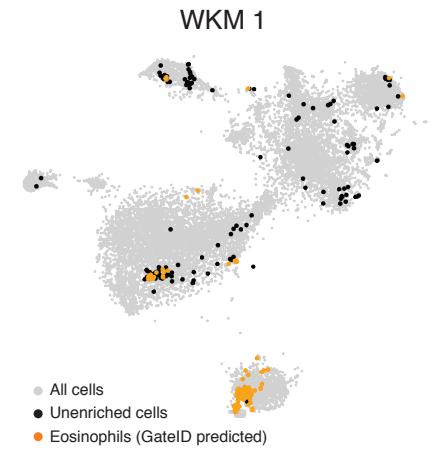 WKM 1
All cells
Unenriched cells
Eosinophils (GateID predicted)